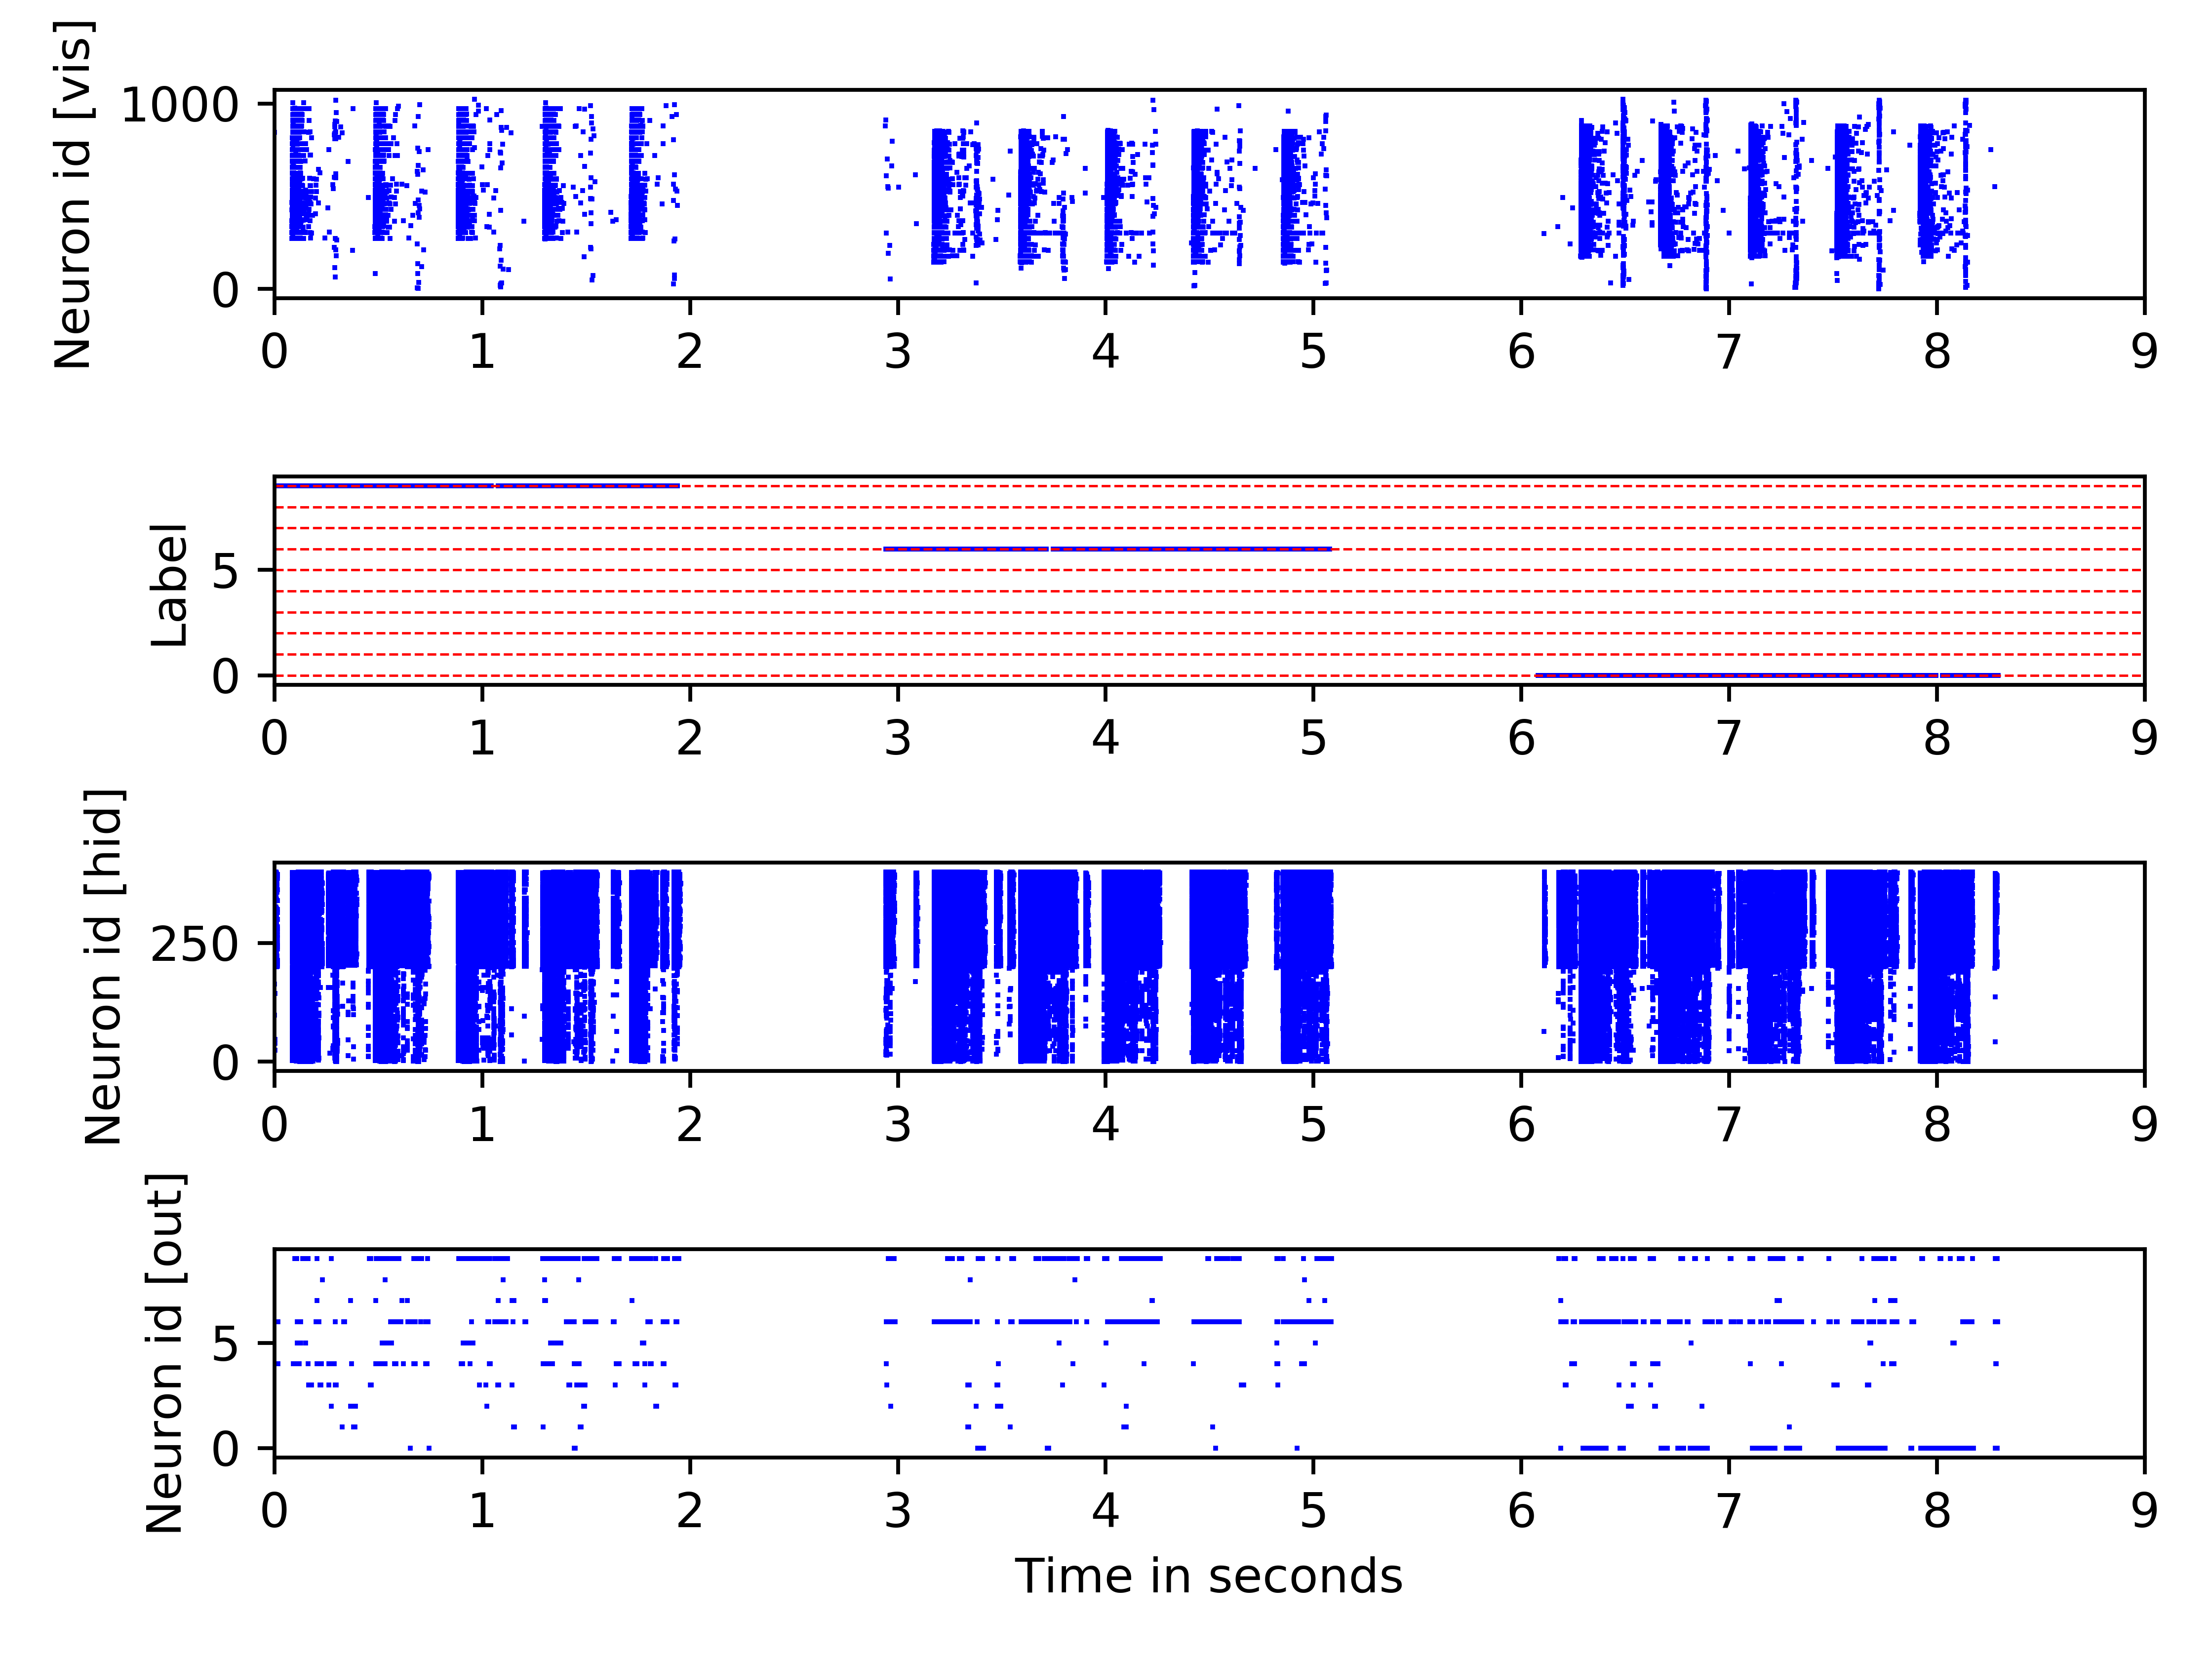 Neuron id [vis]
1000
0
0 1 2 3 4 5 6 7 8 9
Label
5
0
0 1 2 3 4 5 6 7 8 9
Neuron id [hid]
250
0
0 1 2 3 4 5 6 7 8 9
Neuron id [out]
5
0
0 1 2 3 4 5 6 7 8 9
Time in seconds